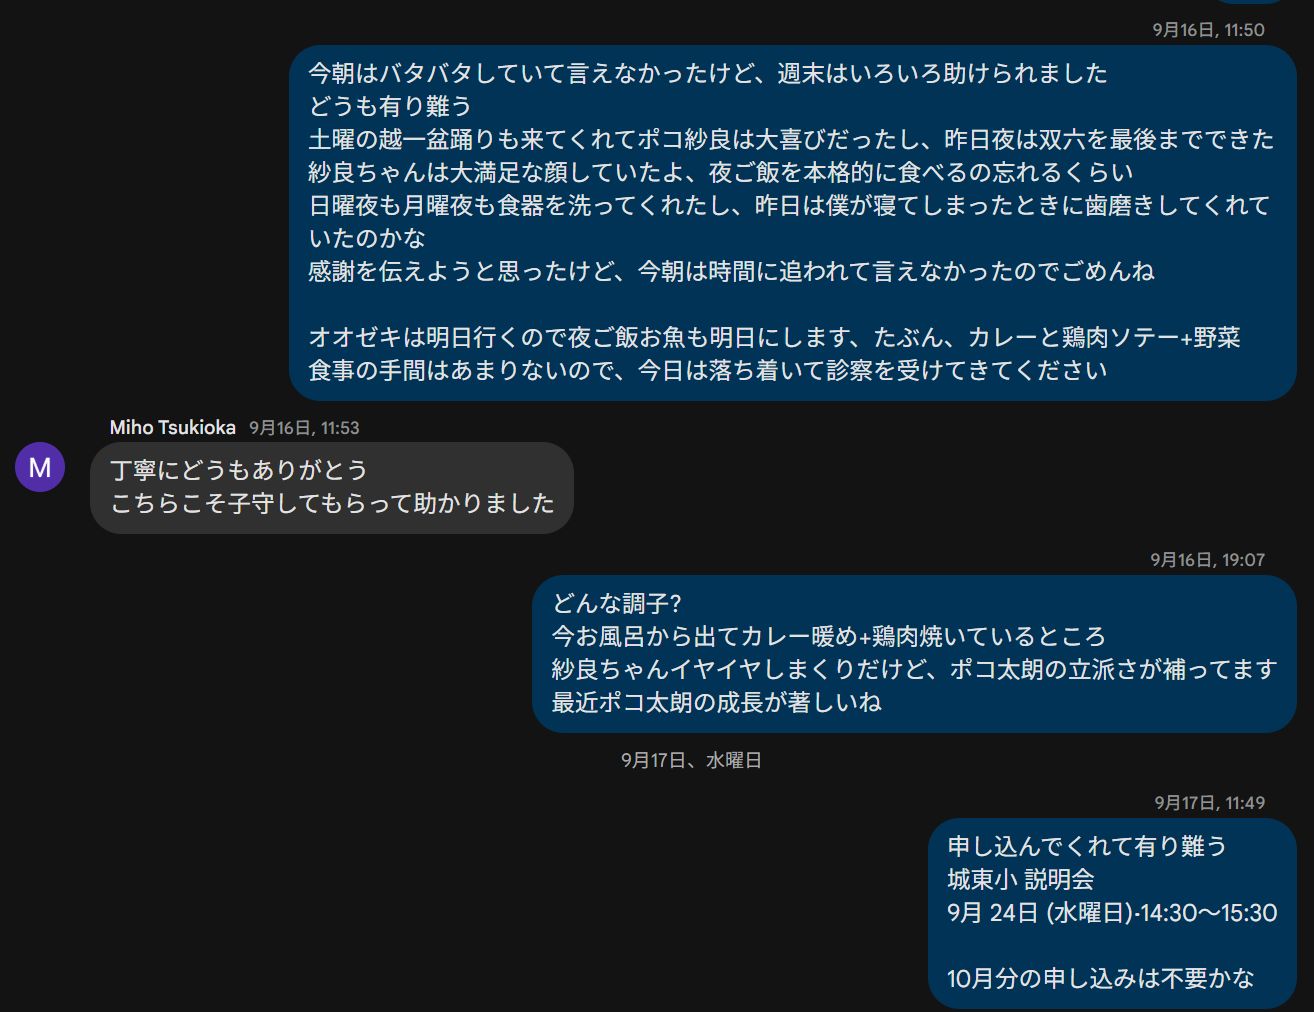 9月16日, 11:50
今朝はバタバタしていて言えなかったけど、週末はいろいろ助けられました
どうも有り難う
土曜の越一盆踊りも来てくれてポコ紗良は大喜びだったし、昨日夜は双六を最後までできた
紗良ちゃんは大満足な顔していたよ、夜ご飯を本格的に食べるの忘れるくらい
日曜夜も月曜夜も食器を洗ってくれたし、昨日は僕が寝てしまったときに歯磨きしてくれて
いたのかな
感謝を伝えようと思ったけど、今朝は時間に追われて言えなかったのでごめんね
オオゼキは明日行くので夜ご飯お魚も明日にします、たぶん、カレーと鶏肉ソテー+野菜
食事の手間はあまりないので、今日は落ち着いて診察を受けてきてください
Miho Tsukioka 9月16日, 11:53
M
丁寧にどうもありがとう
こちらこそ子守してもらって助かりました
9月16日, 19:07
どんな調子?
今お風呂から出てカレー暖め+鶏肉焼いているところ
紗良ちゃんイヤイヤしまくりだけど、ポコ太朗の立派さが補ってます
最近ポコ太朗の成長が著しいね
9月17日、水曜日
9月17日, 11:49
申し込んでくれて有り難う
城東小 説明会
9月 24日 (水曜日)·14:30～15:30
10月分の申し込みは不要かな